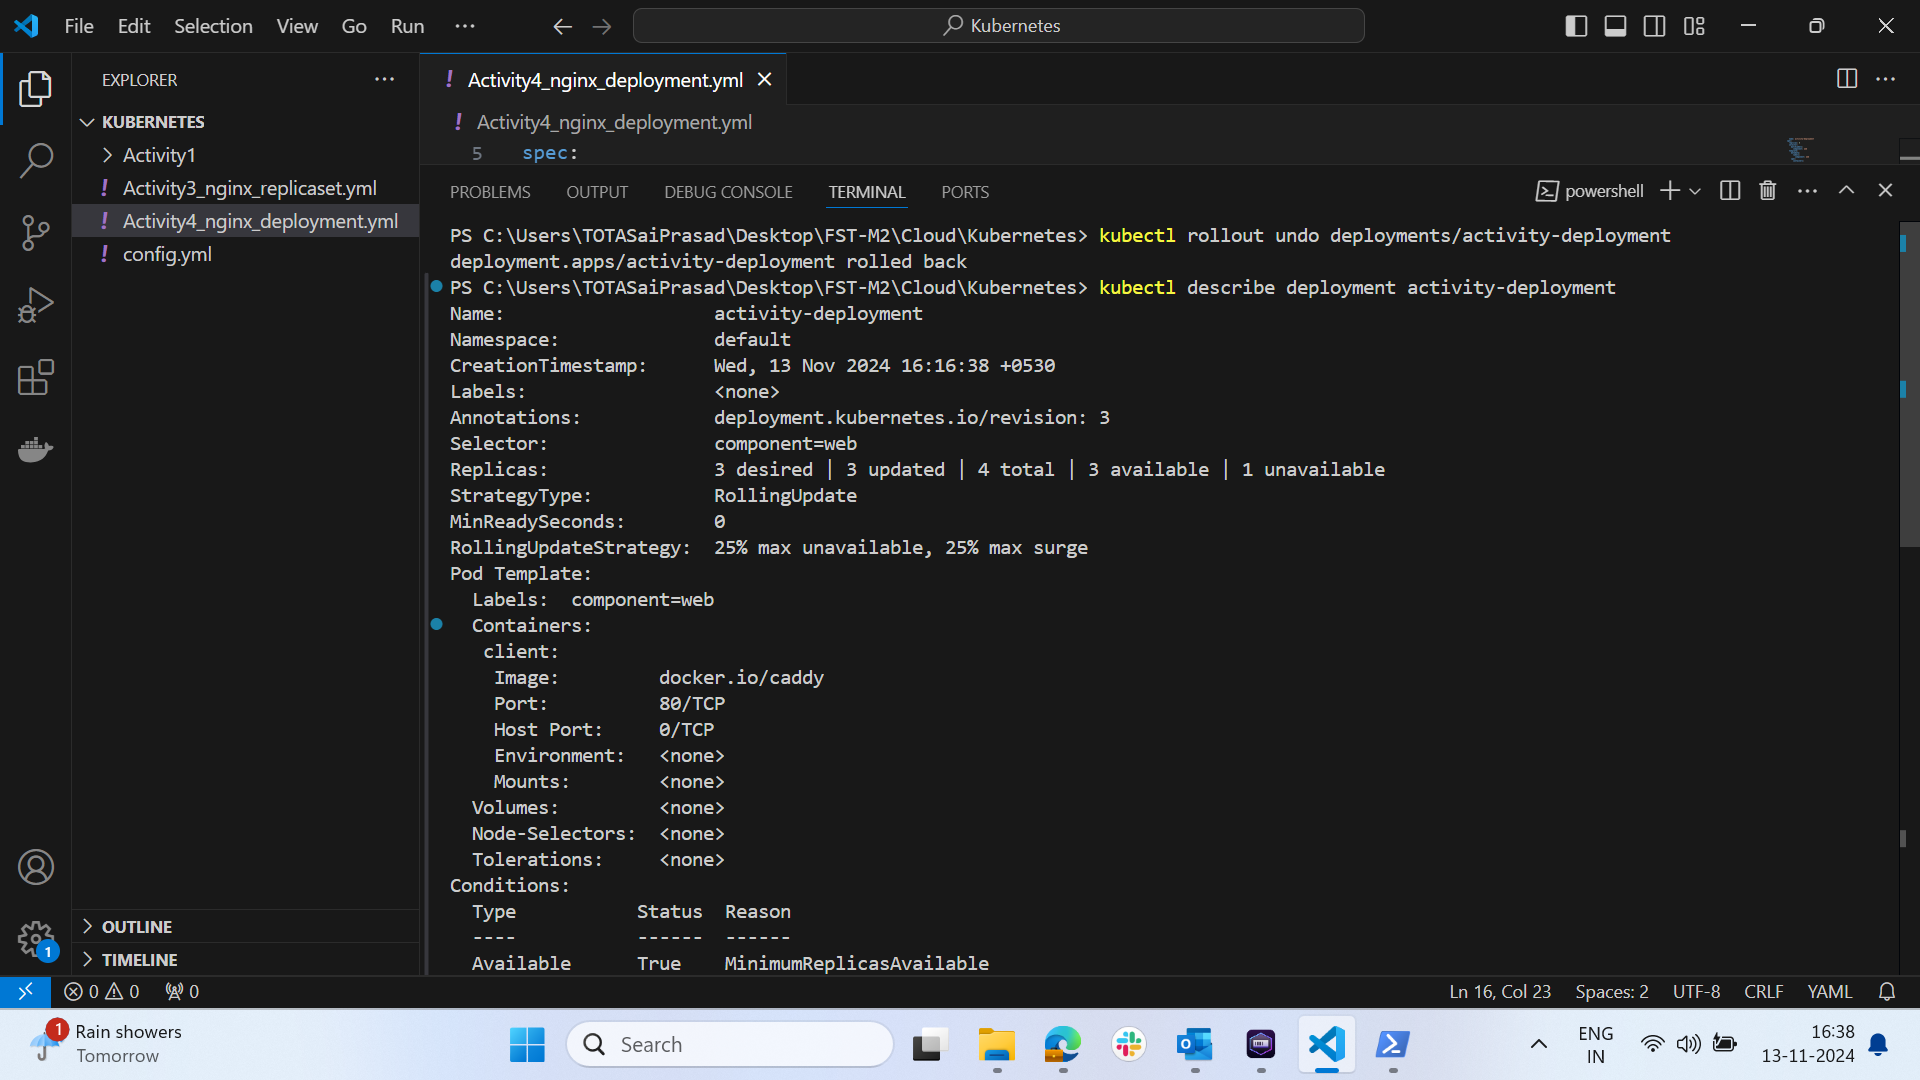 File Edit Selection View Go Run ···
Kubernetes
EXPLORER
KUBERNETES
Activity1
! Activity3_nginx_replicaset.yml
! Activity4_nginx_deployment.yml
! config.yml
OUTLINE
TIMELINE
! Activity4_nginx_deployment.yml
! Activity4_nginx_deployment.yml
5 spec:
PROBLEMS OUTPUT DEBUG CONSOLE TERMINAL PORTS
powershell
PS C:\Users\TOTASaiPrasad\Desktop\FST-M2\Cloud\Kubernetes> kubectl rollout undo deployments/activity-deployment
deployment.apps/activity-deployment rolled back
PS C:\Users\TOTASaiPrasad\Desktop\FST-M2\Cloud\Kubernetes> kubectl describe deployment activity-deployment
Name: activity-deployment
Namespace: default
CreationTimestamp: Wed, 13 Nov 2024 16:16:38 +0530
Labels: <none>
Annotations: deployment.kubernetes.io/revision: 3
Selector: component=web
Replicas: 3 desired | 3 updated | 4 total | 3 available | 1 unavailable
StrategyType: RollingUpdate
MinReadySeconds: 0
RollingUpdateStrategy: 25% max unavailable, 25% max surge
Pod Template:
Labels: component=web
Containers:
client:
Image: docker.io/caddy
Port: 80/TCP
Host Port: 0/TCP
Environment: <none>
Mounts: <none>
Volumes: <none>
Node-Selectors: <none>
Tolerations: <none>
Conditions:
Type Status Reason
---- ------ ------
Available True MinimumReplicasAvailable
1
0 0 0
Ln 16, Col 23 Spaces: 2 UTF-8 CRLF YAML
1
Rain showers
Tomorrow
Search
ENG
IN
16:38
13-11-2024